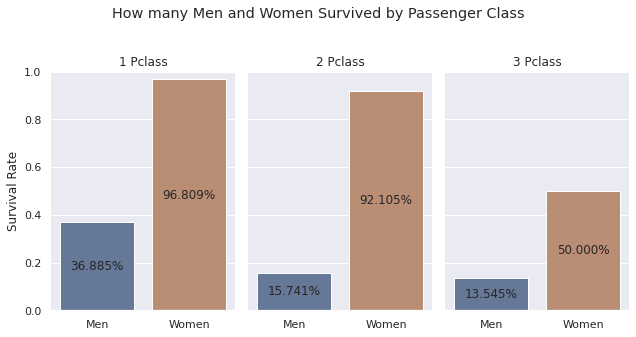 How many Men and Women Survived by Passenger Class
1 Pclass
2 Pclass
3 Pclass
Survival Rate
1.0
0.8
0.6
0.4
0.2
0.0
36.885%
96.809%
15.741%
92.105%
13.545%
50.000%
Men
Women
Men
Women
Men
Women